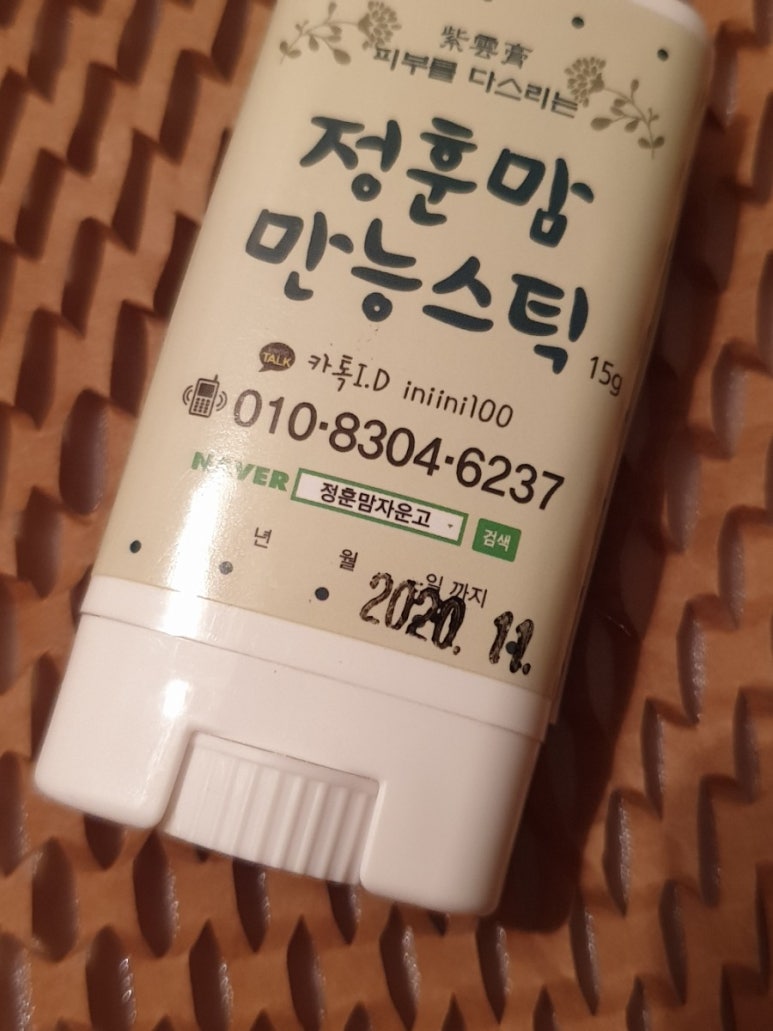 紫雲膏
피부를 다스리는
정훈맘
만능스틱
15g
TALK 카톡I.D iniini100
010·8304·6237
NAVER 정훈맘자운고 검색
년 월 일 까지
2020. 11.